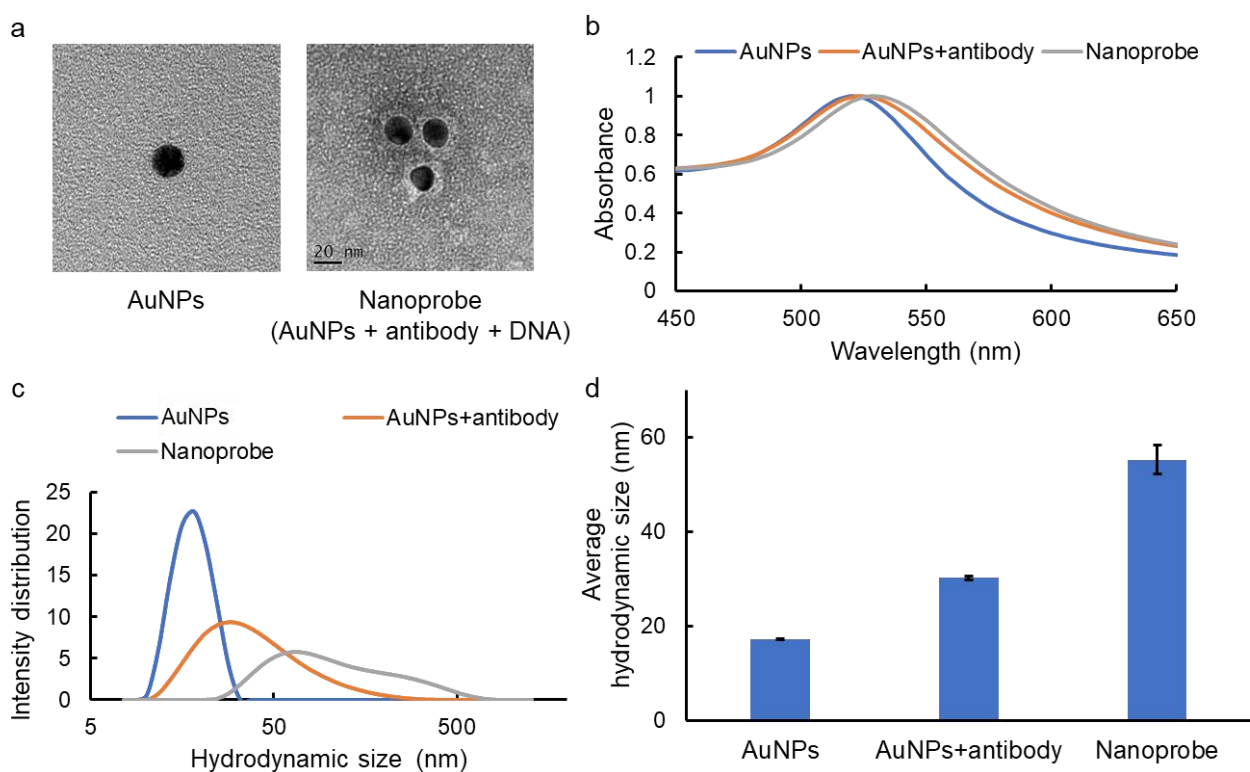 a
20 nm
AuNPs
Nanoprobe
(AuNPs + antibody + DNA)
b
AuNPs
AuNPs+antibody
Nanoprobe
Absorbance
1.2
1
0.8
0.6
0.4
0.2
0
450
500
550
600
650
Wavelength (nm)
c
AuNPs
AuNPs+antibody
Nanoprobe
Intensity distribution
25
20
15
10
5
0
5
50
500
Hydrodynamic size (nm)
d
Average
hydrodynamic size (nm)
60
40
20
0
AuNPs
AuNPs+antibody
Nanoprobe